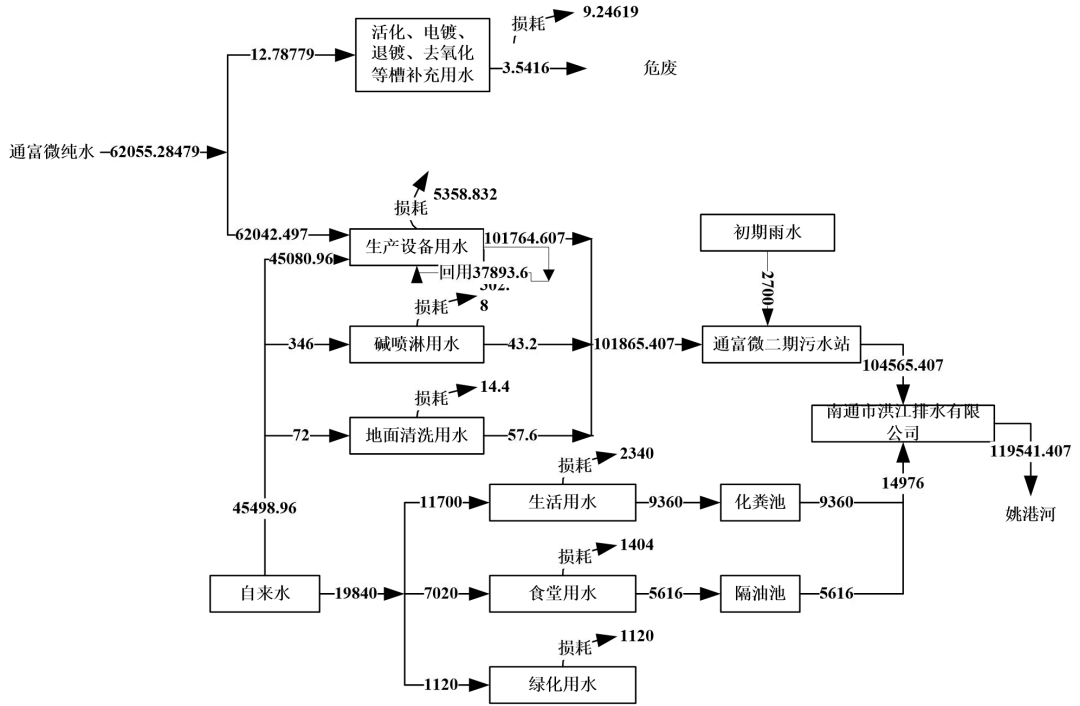 损耗
9.24619
活化、电镀、
退镀、去氧化
等槽补充用水
12.78779
3.5416
危废
通富微纯水
62055.28479
5358.832
损耗
62042.497
生产设备用水
101764.607
初期雨水
45080.96
回用37893.6
2700
损耗
302.
8
346
碱喷淋用水
43.2
101865.407
通富微二期污水站
104565.407
损耗
14.4
南通市洪江排水有限
公司
72
地面清洗用水
57.6
119541.407
损耗
2340
14976
45498.96
11700
生活用水
9360
化粪池
9360
姚港河
损耗
1404
自来水
19840
7020
食堂用水
5616
隔油池
5616
损耗
1120
1120
绿化用水